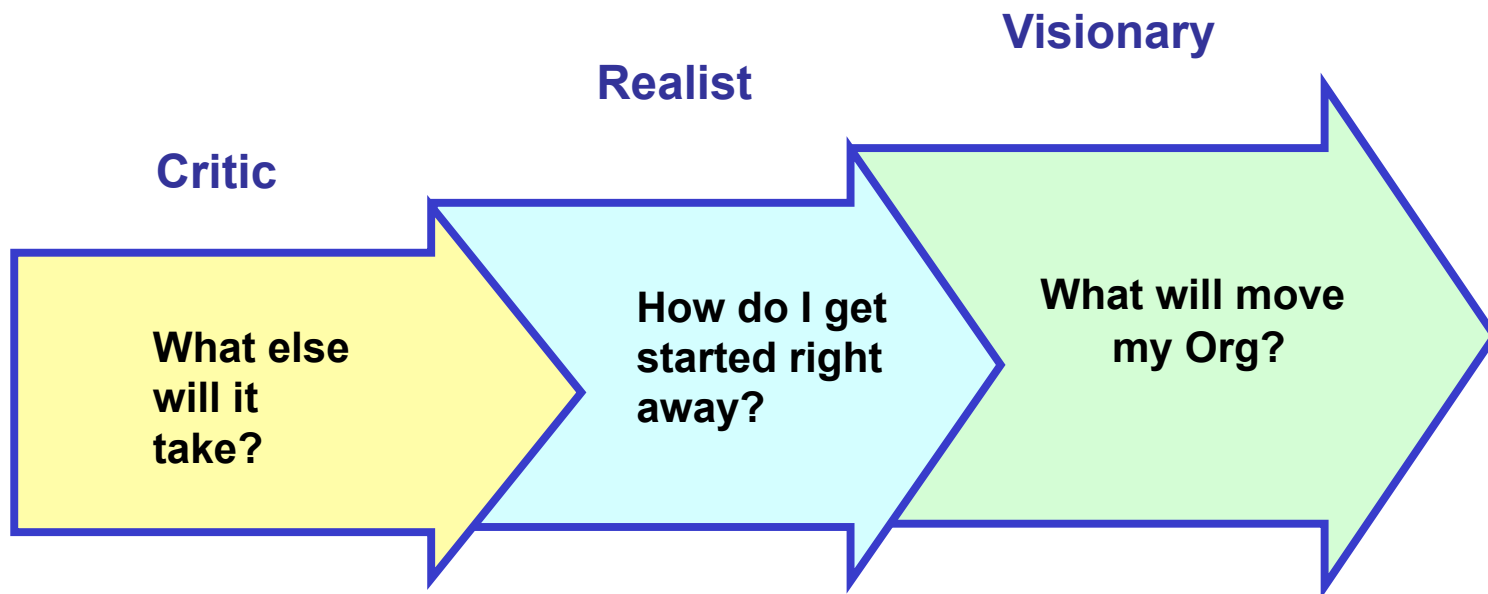 Critic
What else
will it
take?
Realist
How do I get
started right
away?
Visionary
What will move
my Org?